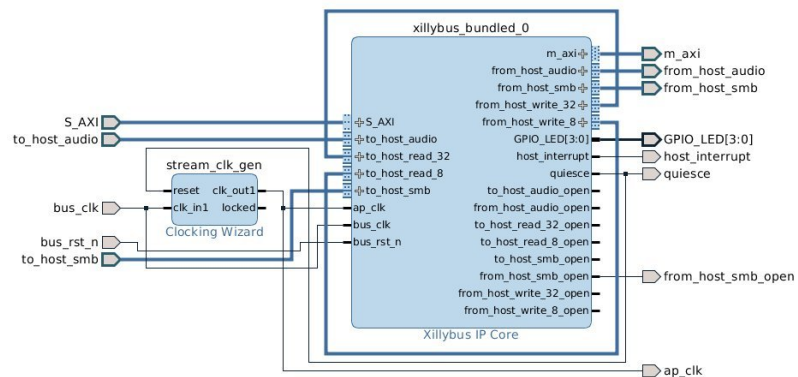 xillybus_bundled_0
m_axi
from_host_audio
from_host_smb
from_host_write_32
from_host_write_8
GPIO_LED[3:0]
host_interrupt
quiesce
to_host_audio_open
from_host_audio_open
to_host_read_32_open
to_host_read_8_open
to_host_smb_open
from_host_smb_open
from_host_write_32_open
from_host_write_8_open
S_AXI
to_host_audio
to_host_read_32
to_host_read_8
to_host_smb
ap_clk
bus_clk
bus_rst_n
Xillybus IP Core
S_AXI
to_host_audio
stream_clk_gen
reset clk_out1
clk_in1 locked
Clocking Wizard
bus_clk
bus_rst_n
to_host_smb
m_axi
from_host_audio
from_host_smb
GPIO_LED[3:0]
host_interrupt
quiesce
from_host_smb_open
ap_clk